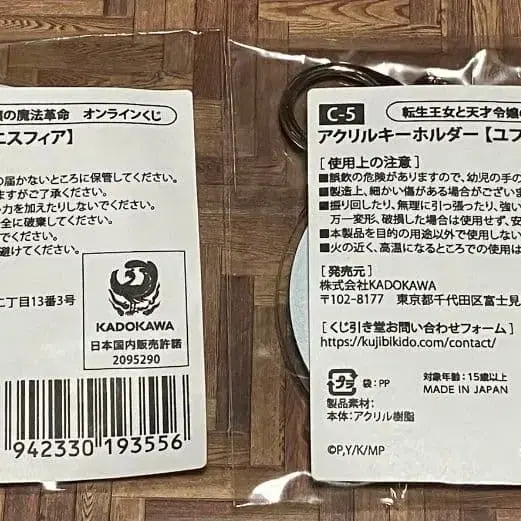 嬢の魔法革命 オンラインくじ
ニスフィア】
の届かないところに保管してください。
ますがご了承ください。
い力を加えたりしないでください。
全に破棄してください。
ださい。
避けてください。
二丁目13番3号
KADOKAWA
日本国内販売許諾
2095290
942330 193556
C-5 転生王女と天才令嬢の
アクリルキーホルダー【ユフ
[使用上の注意]
■誤飲の危険がありますので、幼児の手の
■製造上、細かい傷がある場合がござい
■振り回したり、無理に引っ張ったり、強い
万一変形、破損した場合は使用せず、安
■本製品を目的の用途以外で使用しない
■火の近く、高温になるところでの使用は
[発売元]
株式会社KADOKAWA
〒102-8177 東京都千代田区富士見
[くじ引き堂お問い合わせフォーム]
https://kujibikido.com/contact/
プラ 袋:PP 対象年齢:15歳以上
MADE IN JAPAN
製品素材:
本体:アクリル樹脂
©P,Y/K/MP